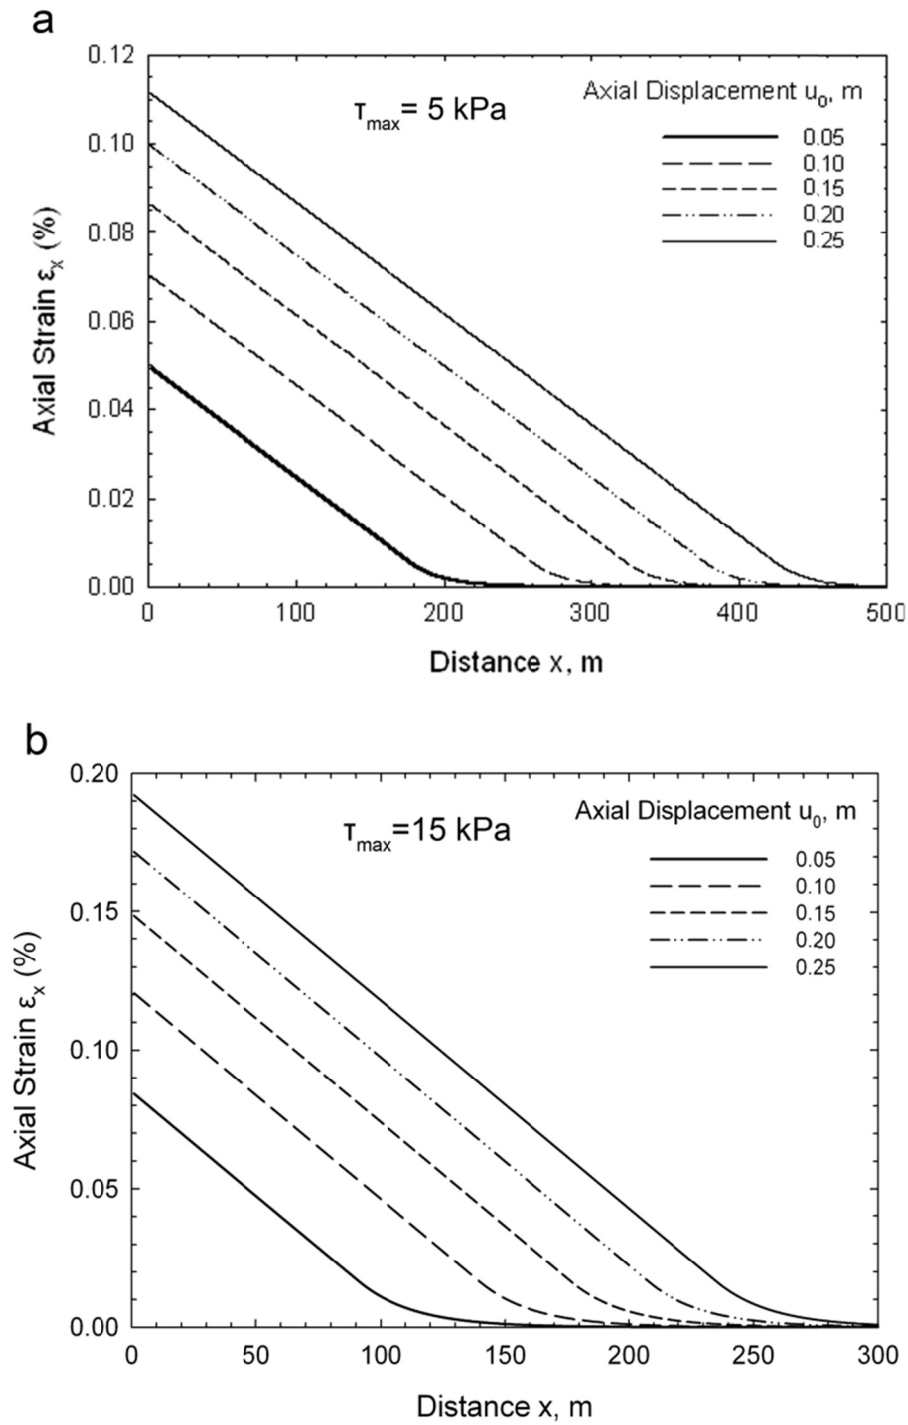 a
τmax= 5 kPa
Axial Displacement u0, m
0.05
0.10
0.15
0.20
0.25
Axial Strain εx (%)
0.12
0.10
0.08
0.06
0.04
0.02
0.00
0 100 200 300 400 500
Distance x, m
b
τmax=15 kPa
Axial Displacement u0, m
0.05
0.10
0.15
0.20
0.25
Axial Strain εx (%)
0.20
0.15
0.10
0.05
0.00
0 50 100 150 200 250 300
Distance x, m